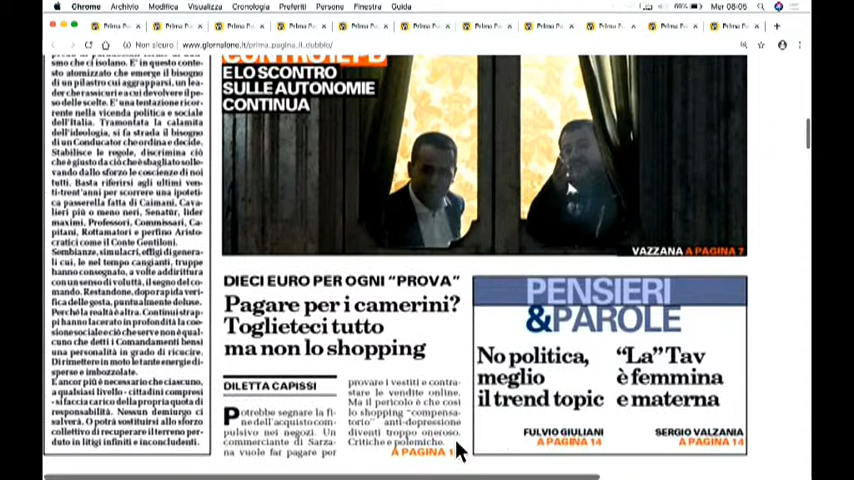 Chrome Archivio Modifica Visualizza Cronologia Preferiti Persone Finestra Guida
Mer 08:05
Non sicuro www.giornalone.it/prima_pagina_il_dubbio/
smo che ci isolano. E' in questo conte-
sto atomizzato che emerge il bisogno
di un pilastro cui aggrapparsi, un lea-
der che rassicuri e a cui devolvere il pe-
so delle scelte. E' una tentazione ricor-
rente nella vicenda politica e sociale
dell'Italia. Tramontata la calamita
dell'ideologia, si fa strada il bisogno
di un Conducator che ordina e decide.
Stabilisce le regole, discrimina ciò
che è giusto da ciò che è sbagliato solle-
vando dallo sforzo le coscienze di noi
tutti. Basta riferirsi agli ultimi ven-
ti-trent'anni per scorrere una ipoteti-
ca passerella fatta di Caimani, Cava-
lieri più o meno neri, Senatùr, lider
maximi, Professori, Commissari, Ca-
pitani, Rottamatori e perfino Aristo-
cratici come il Conte Gentiloni.
Sembianze, simulacri, effigi di genera-
li cui, le nel tempo cangianti, truppe
hanno consegnato, a volte addirittura
con un senso di voluttà, il segno del co-
mando. Restandone, dopo rapida veri-
fica delle gesta, puntualmente deluse.
Perché la realtà è altra. Continui strap-
pi hanno lacerato in profondità la coe-
sione sociale e ciò che serve non è qual-
cuno che detti i Comandamenti bensì
una personalità in grado di ricucire.
Di rimettere in moto le tante energie di-
sperse e imbozzolate.
E ancor più è necessario che ciascuno,
a qualsiasi livello - cittadini compresi
- si faccia carico della propria quota di
responsabilità. Nessun demiurgo ci
salverà. O potrà sostituirsi allo sforzo
collettivo di recuperare il terreno per-
duto in litigi infiniti e inconcludenti.
CONTRO IL PD
E LO SCONTRO
SULLE AUTONOMIE
CONTINUA
VAZZANA A PAGINA 7
DIECI EURO PER OGNI "PROVA"
Pagare per i camerini?
Toglieteci tutto
ma non lo shopping
DILETTA CAPISSI
Potrebbe segnare la fi-
ne dell'acquisto com-
pulsivo nei negozi. Un
commerciante di Sarza-
na vuole far pagare per
provare i vestiti e contra-
stare le vendite online.
Ma il pericolo è che così
lo shopping "compensa-
torio" anti-depressione
diventi troppo oneroso.
Critiche e polemiche.
A PAGINA
PENSIERI
&PAROLE
No politica,
meglio
il trend topic
FULVIO GIULIANI
A PAGINA 14
"La" Tav
è femmina
e materna
SERGIO VALZANIA
A PAGINA 14